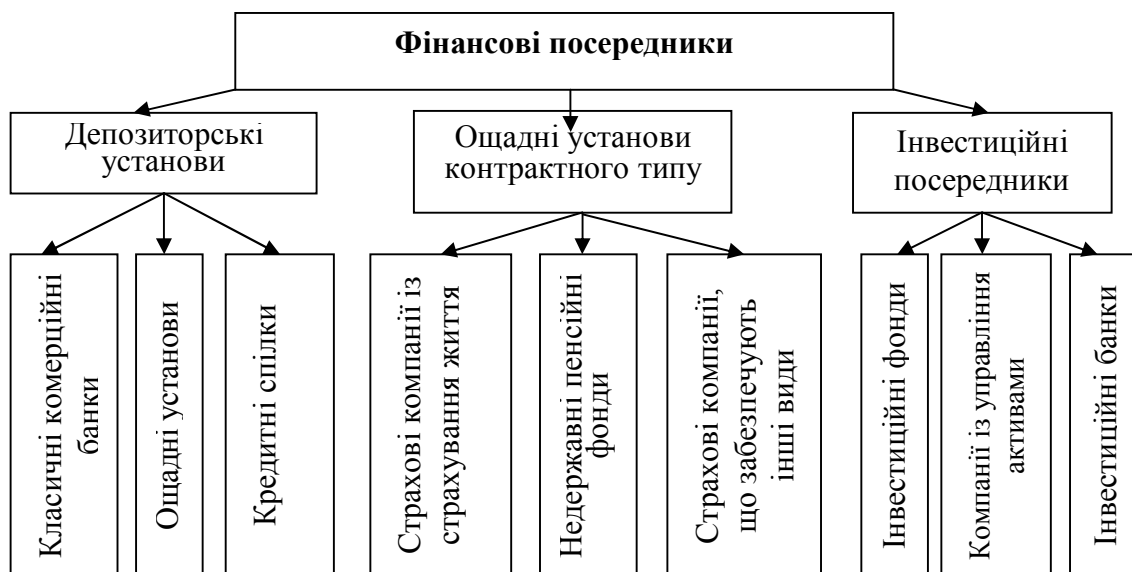 Фінансові посередники
Депозиторські
установи
Ощадні установи
контрактного типу
Інвестиційні
посередники
Класичні комерційні
банки
Ощадні установи
Кредитні спілки
Страхові компанії із
страхування життя
Недержавні пенсійні
фонди
Страхові компанії,
що забезпечують
інші види
Інвестиційні фонди
Компанії із управління
активами
Інвестиційні банки